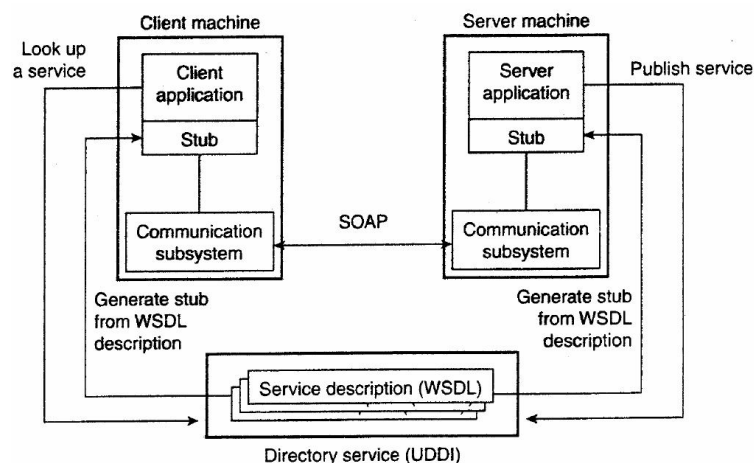 Client machine
Server machine
Look up
a service
Client
application
Stub
Server
application
Stub
Publish service
SOAP
Communication
subsystem
Communication
subsystem
Generate stub
from WSDL
description
Generate stub
from WSDL
description
Service description (WSDL)
Directory service (UDDI)